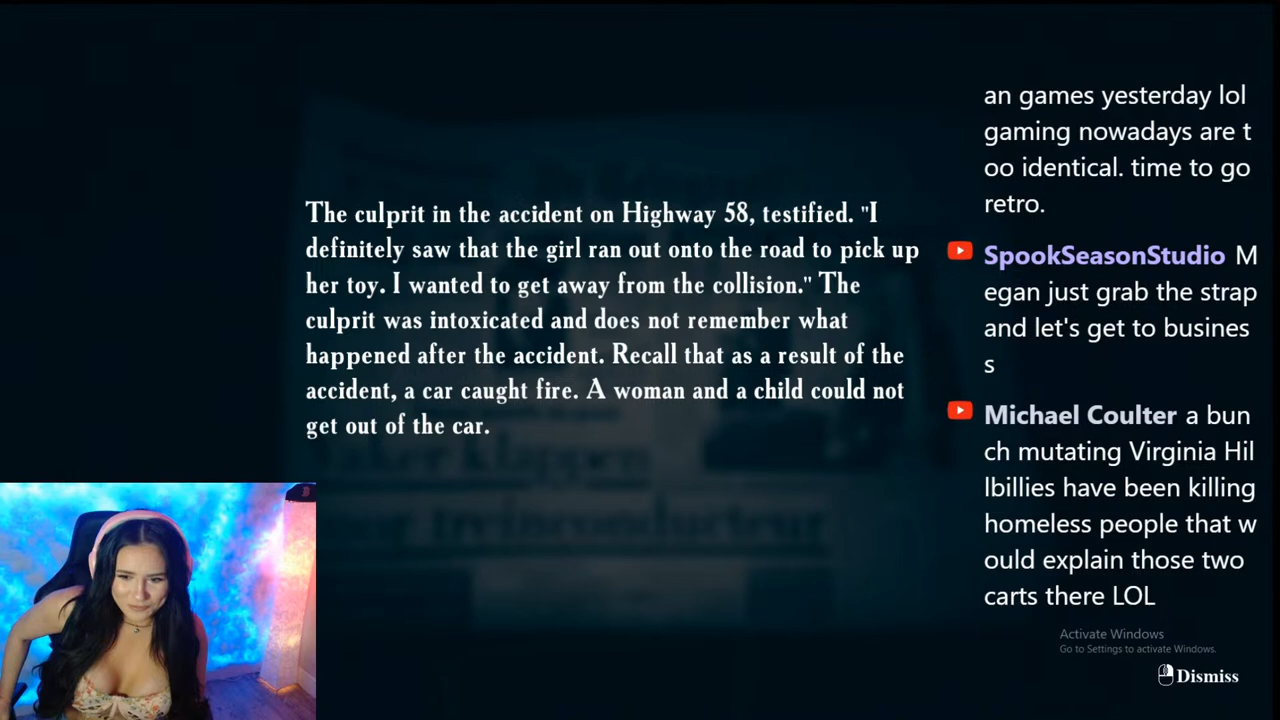 The culprit in the accident on Highway 58, testified. "I
definitely saw that the girl ran out onto the road to pick up
her toy. I wanted to get away from the collision." The
culprit was intoxicated and does not remember what
happened after the accident. Recall that as a result of the
accident, a car caught fire. A woman and a child could not
get out of the car.
klappen
treinconducteur
an games yesterday lol
gaming nowadays are t
oo identical. time to go
retro.
SpookSeasonStudio M
egan just grab the strap
and let's get to busines
s
Michael Coulter a bun
ch mutating Virginia Hil
lbillies have been killing
homeless people that w
ould explain those two
carts there LOL
Activate Windows
Go to Settings to activate Windows.
Dismiss